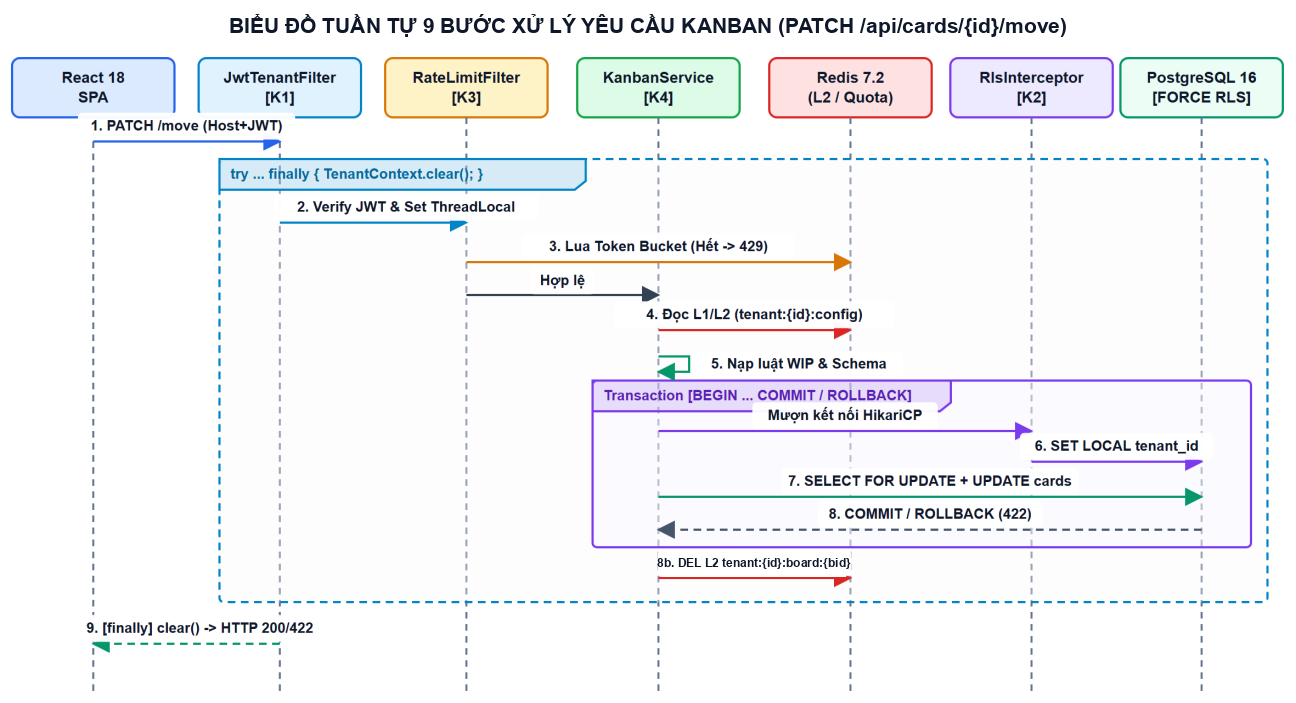 BIỂU ĐỒ TUẦN TỰ 9 BƯỚC XỬ LÝ YÊU CẦU KANBAN (PATCH /api/cards/{id}/move)
React 18
SPA
JwtTenantFilter
[K1]
RateLimitFilter
[K3]
KanbanService
[K4]
Redis 7.2
(L2 / Quota)
RlsInterceptor
[K2]
PostgreSQL 16
[FORCE RLS]
1. PATCH /move (Host+JWT)
try ... finally { TenantContext.clear(); }
2. Verify JWT & Set ThreadLocal
3. Lua Token Bucket (Hết -> 429)
Hợp lệ
4. Đọc L1/L2 (tenant:{id}:config)
5. Nạp luật WIP & Schema
Transaction [BEGIN ... COMMIT / ROLLBACK]
Mượn kết nối HikariCP
6. SET LOCAL tenant_id
7. SELECT FOR UPDATE + UPDATE cards
8. COMMIT / ROLLBACK (422)
8b. DEL L2 tenant:{id}:board:{bid}
9. [finally] clear() -> HTTP 200/422